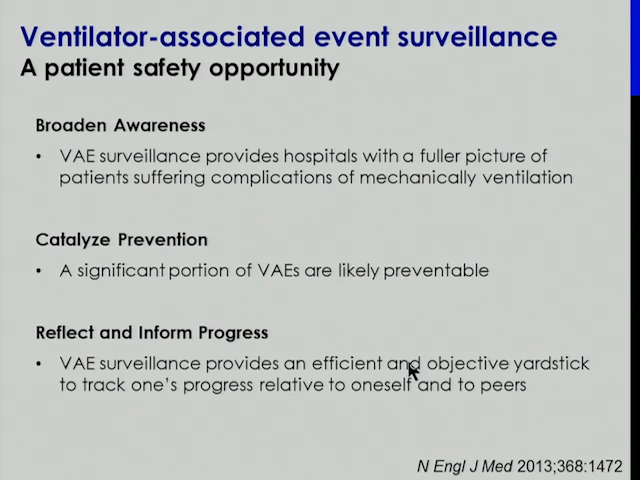 Ventilator-associated event surveillance
A patient safety opportunity
Broaden Awareness
• VAE surveillance provides hospitals with a fuller picture of
patients suffering complications of mechanically ventilation
Catalyze Prevention
• A significant portion of VAEs are likely preventable
Reflect and Inform Progress
• VAE surveillance provides an efficient and objective yardstick
to track one's progress relative to oneself and to peers
N Engl J Med 2013;368:1472